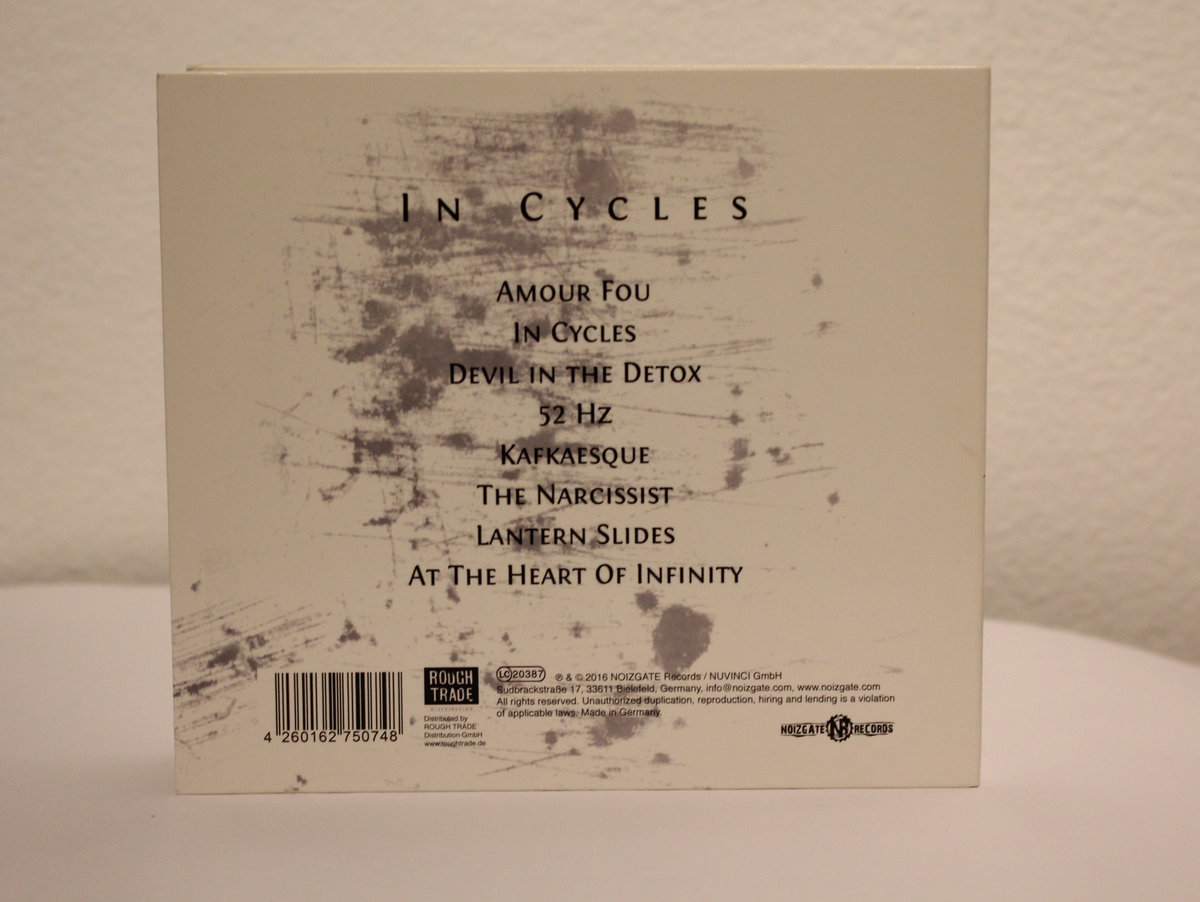 In Cycles
Amour Fou
In Cycles
Devil in the Detox
52 Hz
Kafkaesque
The Narcissist
Lantern Slides
At The Heart Of Infinity
4 260162 750748
ROUGH
TRADE
DISTRIBUTION
Distributed by
ROUGH TRADE
Distribution GmbH
www.roughtrade.de
LC 20387 ℗ & © 2016 NOIZGATE Records / NUVINCI GmbH
Sudbrackstraße 17, 33611 Bielefeld, Germany, info@noizgate.com, www.noizgate.com
All rights reserved. Unauthorized duplication, reproduction, hiring and lending is a violation
of applicable laws. Made in Germany.
NOIZGATE NR RECORDS